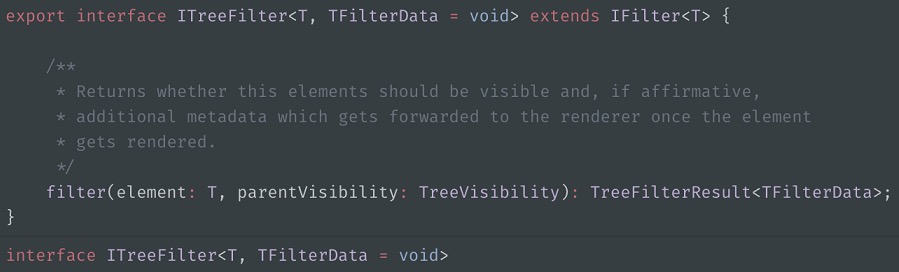 export interface ITreeFilter<T, TFilterData = void> extends IFilter<T> {
/**
* Returns whether this elements should be visible and, if affirmative,
* additional metadata which gets forwarded to the renderer once the element
* gets rendered.
*/
filter(element: T, parentVisibility: TreeVisibility): TreeFilterResult<TFilterData>;
}
interface ITreeFilter<T, TFilterData = void>